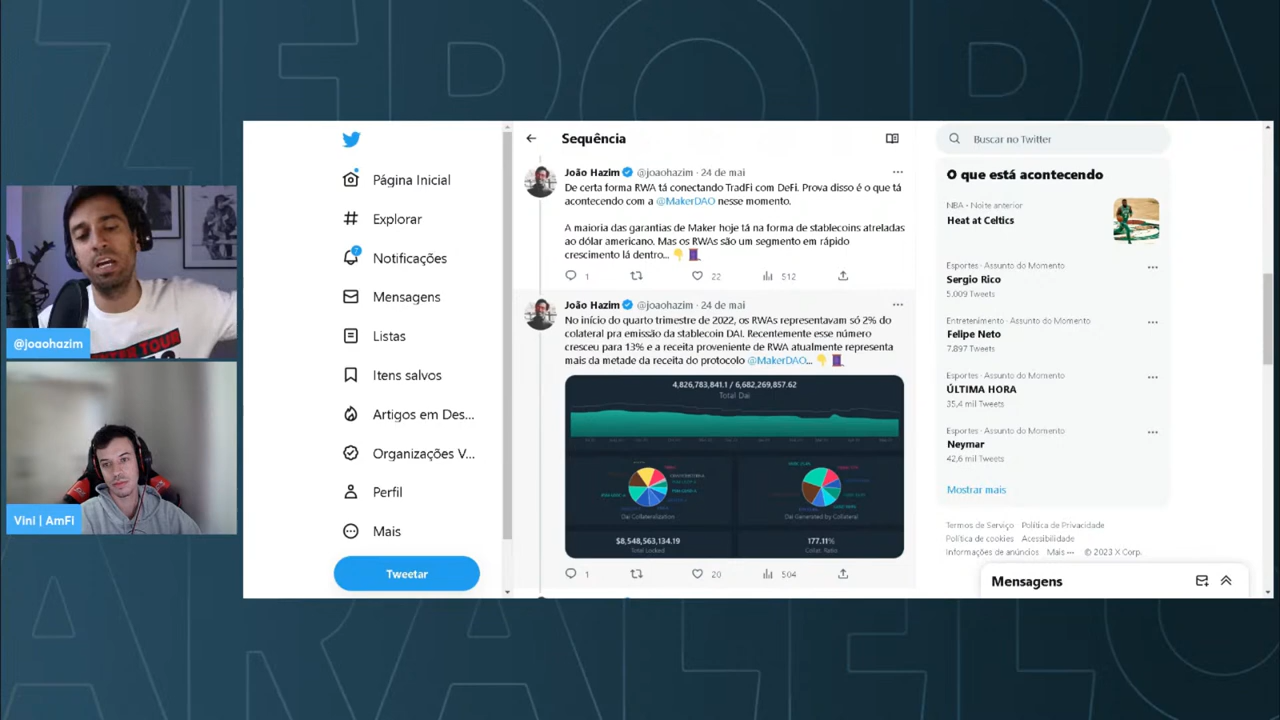 ZERO PA
@joaohazim
Vini | AmFi
Página Inicial
Explorar
Notificações
7
Mensagens
Listas
Itens salvos
Artigos em Des...
Organizações V...
Perfil
Mais
Tweetar
Sequência
João Hazim @joaohazim · 24 de mai
De certa forma RWA tá conectando TradFi com DeFi. Prova disso é o que tá
acontecendo com a @MakerDAO nesse momento.
A maioria das garantias de Maker hoje tá na forma de stablecoins atreladas
ao dólar americano. Mas os RWAs são um segmento em rápido
crescimento lá dentro... 👇 🧵
1 22 512
João Hazim @joaohazim · 24 de mai
No início do quarto trimestre de 2022, os RWAs representavam só 2% do
colateral pra emissão da stablecoin DAI. Recentemente esse número
cresceu para 13% e a receita proveniente de RWA atualmente representa
mais da metade da receita do protocolo @MakerDAO... 👇 🧵
4,826,783,841.1 / 6,682,269,857.62
Total Dai
Dai Collateralization
Dai Generated by Collateral
$8,548,563,134.19
Total Locked
177.11%
Collat. Ratio
1 20 504
Buscar no Twitter
O que está acontecendo
NBA · Noite anterior
Heat at Celtics
Esportes · Assunto do Momento
Sergio Rico
5.009 Tweets
Entretenimento · Assunto do Momento
Felipe Neto
7.897 Tweets
Esportes · Assunto do Momento
ÚLTIMA HORA
35,4 mil Tweets
Esportes · Assunto do Momento
Neymar
42,6 mil Tweets
Mostrar mais
Termos de Serviço Política de Privacidade
Política de cookies Acessibilidade
Informações de anúncios Mais ··· © 2023 X Corp.
Mensagens
ARALELO